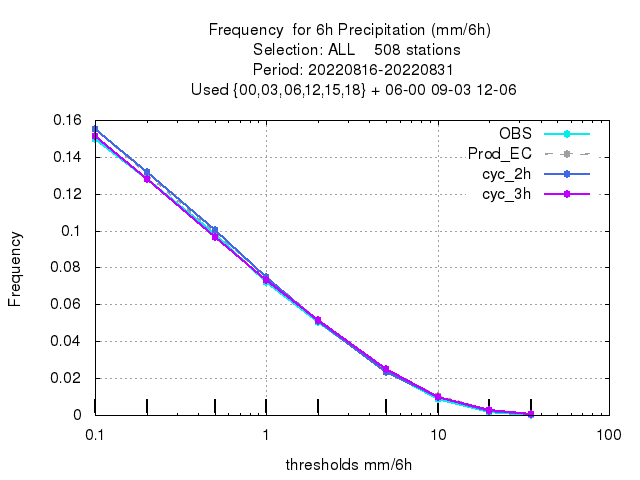 Frequency  for 6h Precipitation (mm/6h)
Selection: ALL    508 stations
Period: 20220816-20220831
Used {00,03,06,12,15,18} + 06-00 09-03 12-06
0.16
0.14
0.12
0.1
0.08
0.06
0.04
0.02
0
Frequency
OBS
Prod_EC
cyc_2h
cyc_3h
0.1 1 10 100
thresholds mm/6h